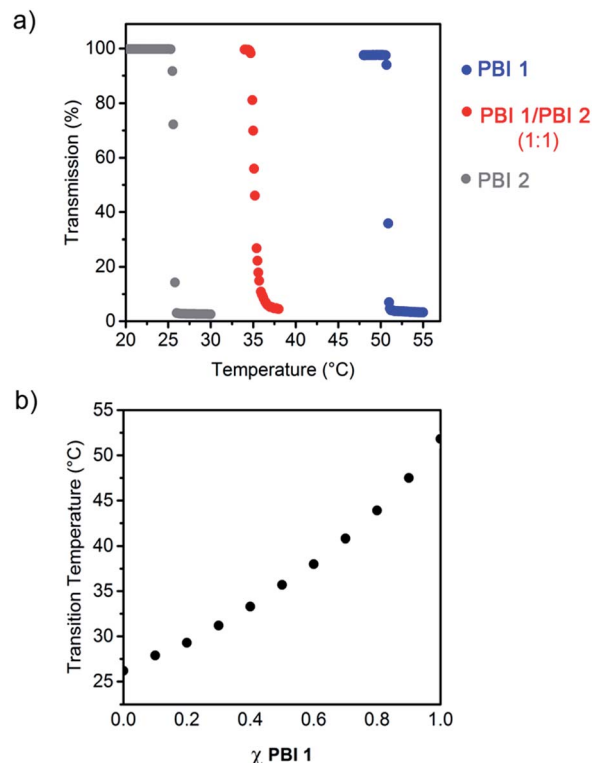 a)
100
80
60
40
20
0
Transmission (%)
20 25 30 35 40 45 50 55
Temperature (°C)
PBI 1
PBI 1/PBI 2
(1:1)
PBI 2
b)
55
50
45
40
35
30
25
Transition Temperature (°C)
0.0 0.2 0.4 0.6 0.8 1.0
χ PBI 1